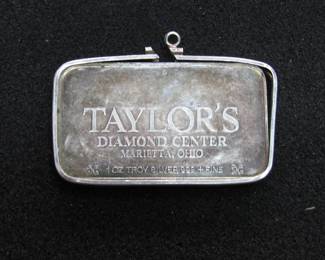 TAYLOR'S
DIAMOND CENTER
MARIETTA, OHIO
1 OZ TROY SILVER 999 + FINE